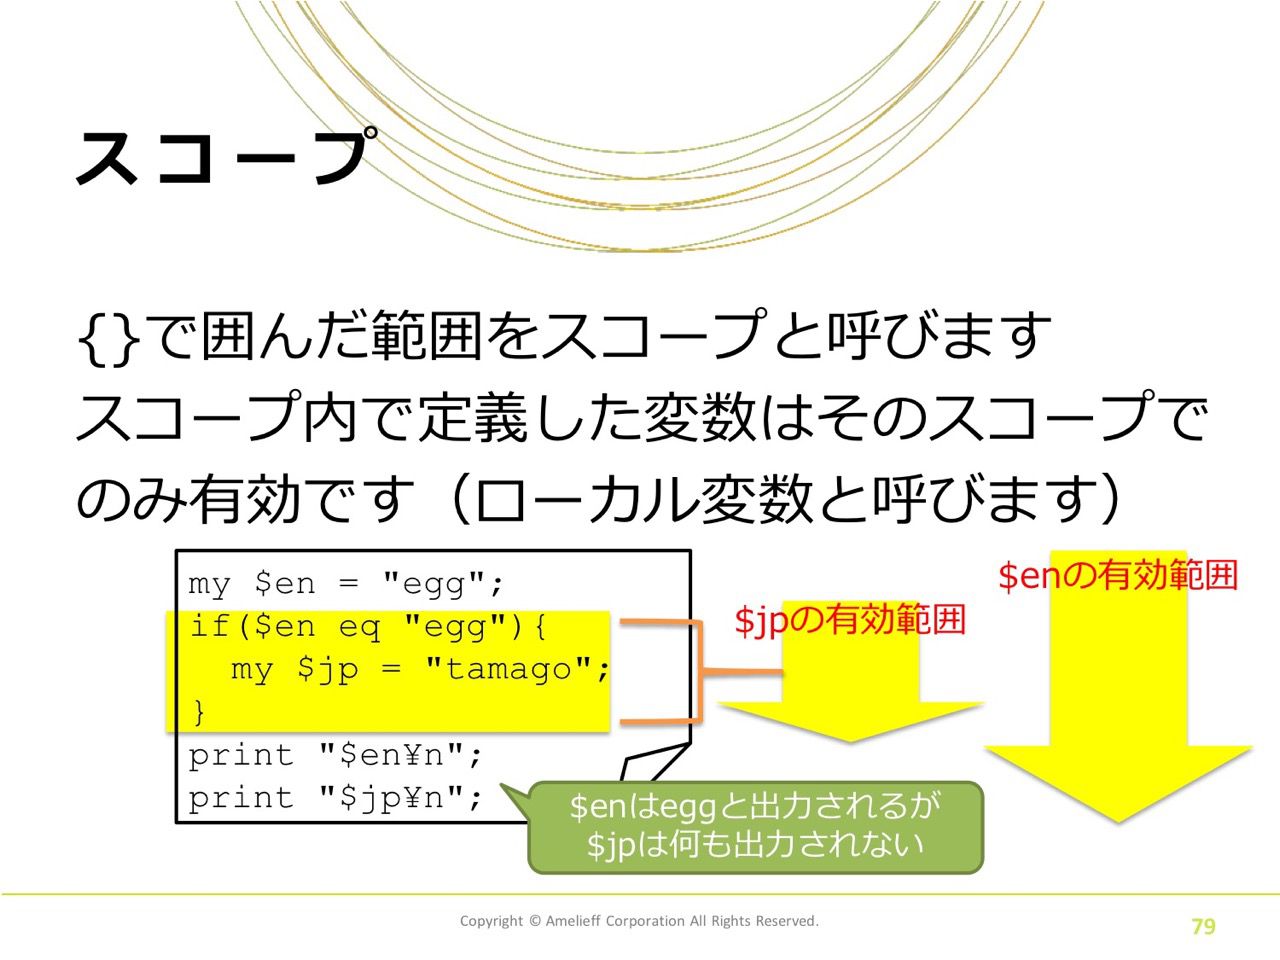 スコープ
{}で囲んだ範囲をスコープと呼びます
スコープ内で定義した変数はそのスコープで
のみ有効です（ローカル変数と呼びます）
my $en = "egg";
if($en eq "egg"){
  my $jp = "tamago";
}
print "$en¥n";
print "$jp¥n";
$jpの有効範囲
$enの有効範囲
$enはeggと出力されるが
$jpは何も出力されない
Copyright © Amelieff Corporation All Rights Reserved.
79